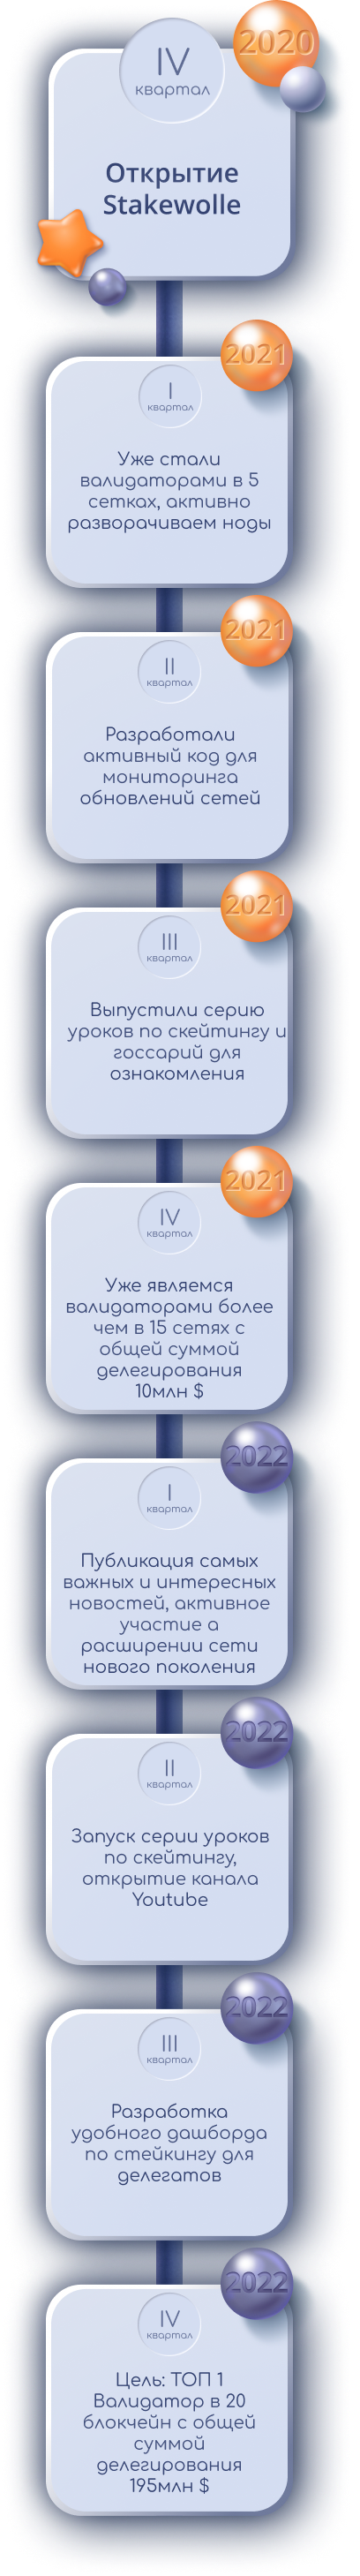 2020
IV
квартал
Открытие
Stakewolle
2021
I
квартал
Уже стали
валидаторами в 5
сетках, активно
разворачиваем ноды
2021
II
квартал
Разработали
активный код для
мониторинга
обновлений сетей
2021
III
квартал
Выпустили серию
уроков по скейтингу и
госсарий для
ознакомления
2021
IV
квартал
Уже являемся
валидаторами более
чем в 15 сетях с
общей суммой
делегирования
10млн $
2022
I
квартал
Публикация самых
важных и интересных
новостей, активное
участие а
расширении сети
нового поколения
2022
II
квартал
Запуск серии уроков
по скейтингу,
открытие канала
Youtube
2022
III
квартал
Разработка
удобного дашборда
по стейкингу для
делегатов
2022
IV
квартал
Цель: ТОП 1
Валидатор в 20
блокчейн с общей
суммой
делегирования
195млн $